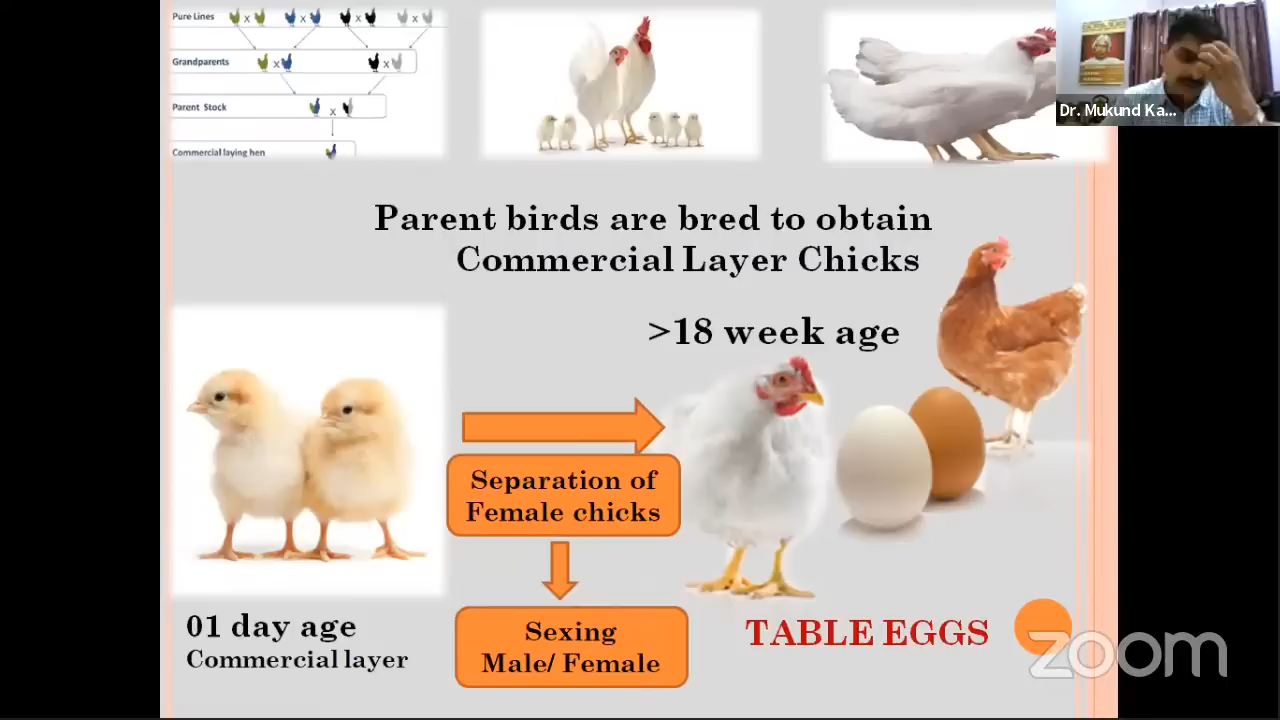 Pure Lines
x x x x
Grandparents
x x
Parent Stock
x
Commercial laying hen
Dr. Mukund Ka...
Parent birds are bred to obtain
Commercial Layer Chicks
>18 week age
Separation of
Female chicks
01 day age
Commercial layer
Sexing
Male/ Female
TABLE EGGS
zoom